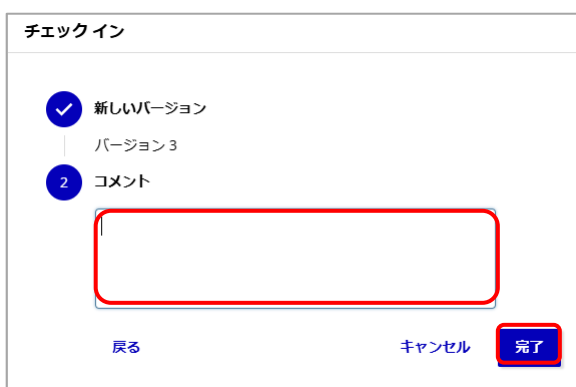 チェックイン
新しいバージョン
バージョン 3
2 コメント
戻る キャンセル 完了